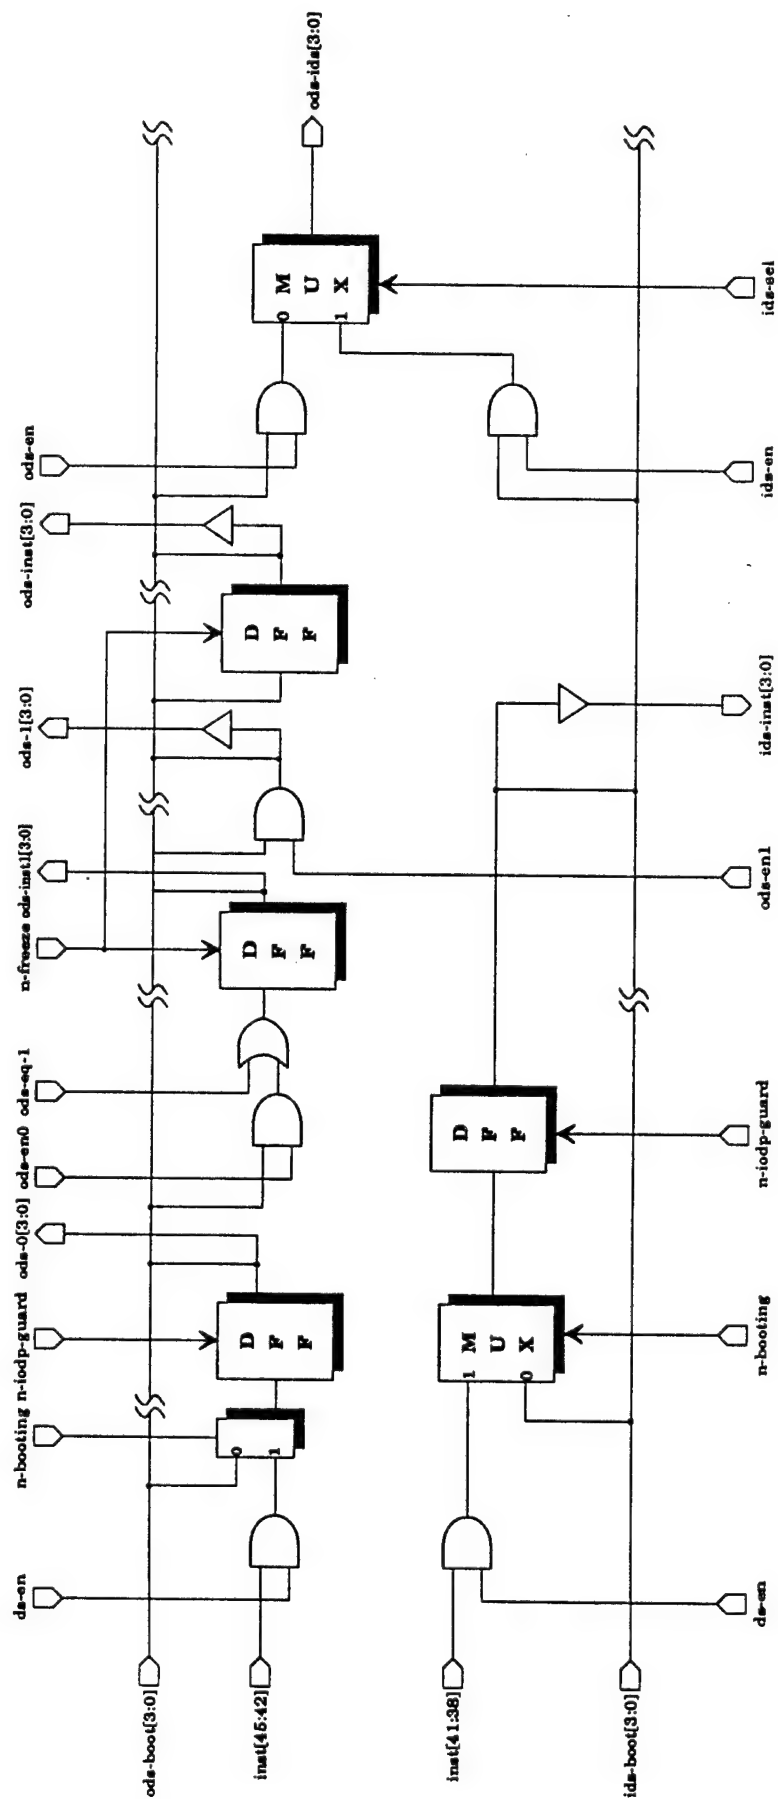 ods-ids[3:0]
ods-en
ods-inst[3:0]
ods-1[3:0]
n-freeze
ods-inst1[3:0]
ods-eq-1
ods-en0
ods-0[3:0]
n-iodp-guard
n-booting
ds-en
0
M
U
X
1
D
F
F
D
F
F
D
F
F
0
1
D
F
F
1
M
U
X
0
ids-sel
ids-en
ids-inst[3:0]
ods-en1
n-iodp-guard
n-booting
ds-en
ods-boot[3:0]
inst[45:42]
inst[41:38]
ids-boot[3:0]